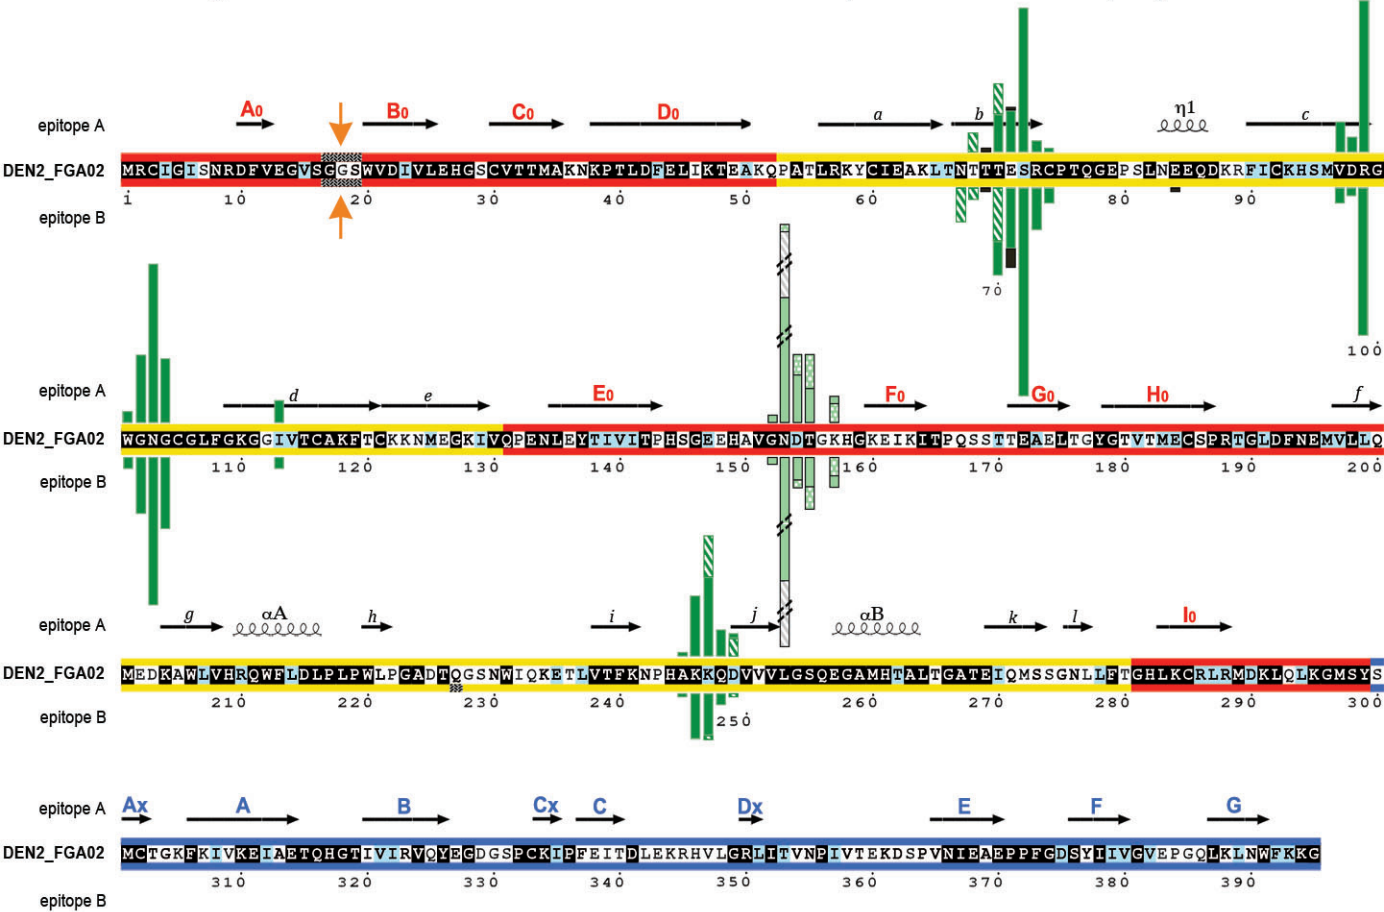 A0 B0 C0 D0 a b η1 c
epitope A
DEN2_FGA02 MRCIGISNRDFVEGVSGGSWVDIVLEHGSCVTTMAKNKPTLDFELIKTEAKQPATLRKYCIEAKLTNTTTESRCPTQGEPSLNEEQDKRFICKHSMVDRG
1 10 20 30 40 50 60 80 90
epitope B
70
100
epitope A d e E0 F0 G0 H0 f
DEN2_FGA02 WGNGCGLFGKGGIVTCAKFTCKKNMEGKIVQPENLEYTIVITPHSGEEHAVGNDTGKHGKEIKITPQSSTTEAELTGYGTVTMECSPRTGLDFNEMVLLQ
110 120 130 140 150 160 170 180 190 200
epitope B
epitope A g αA h i j αB k l I0
DEN2_FGA02 MEDKAWLVHRQWFLDLPLPWLPGADTQGSNWIQKETLVTFKNPHAKKQDVVVLGSQEGAMHTALTGATEIQMSSGNLLFTGHLKCRLRMDKLQLKGMSYS
210 220 230 240 260 270 280 290 300
epitope B 250
epitope A Ax A B Cx C Dx E F G
DEN2_FGA02 MCTGKFKIVKEIAETQHGTIVIRVQYEGDGSPCKIPFEITDLEKRHVLGRLITVNPIVTEKDSPVNIEAEPPFGDSYIIVGVEPGQLKLNWFKKG
310 320 330 340 350 360 370 380 390
epitope B